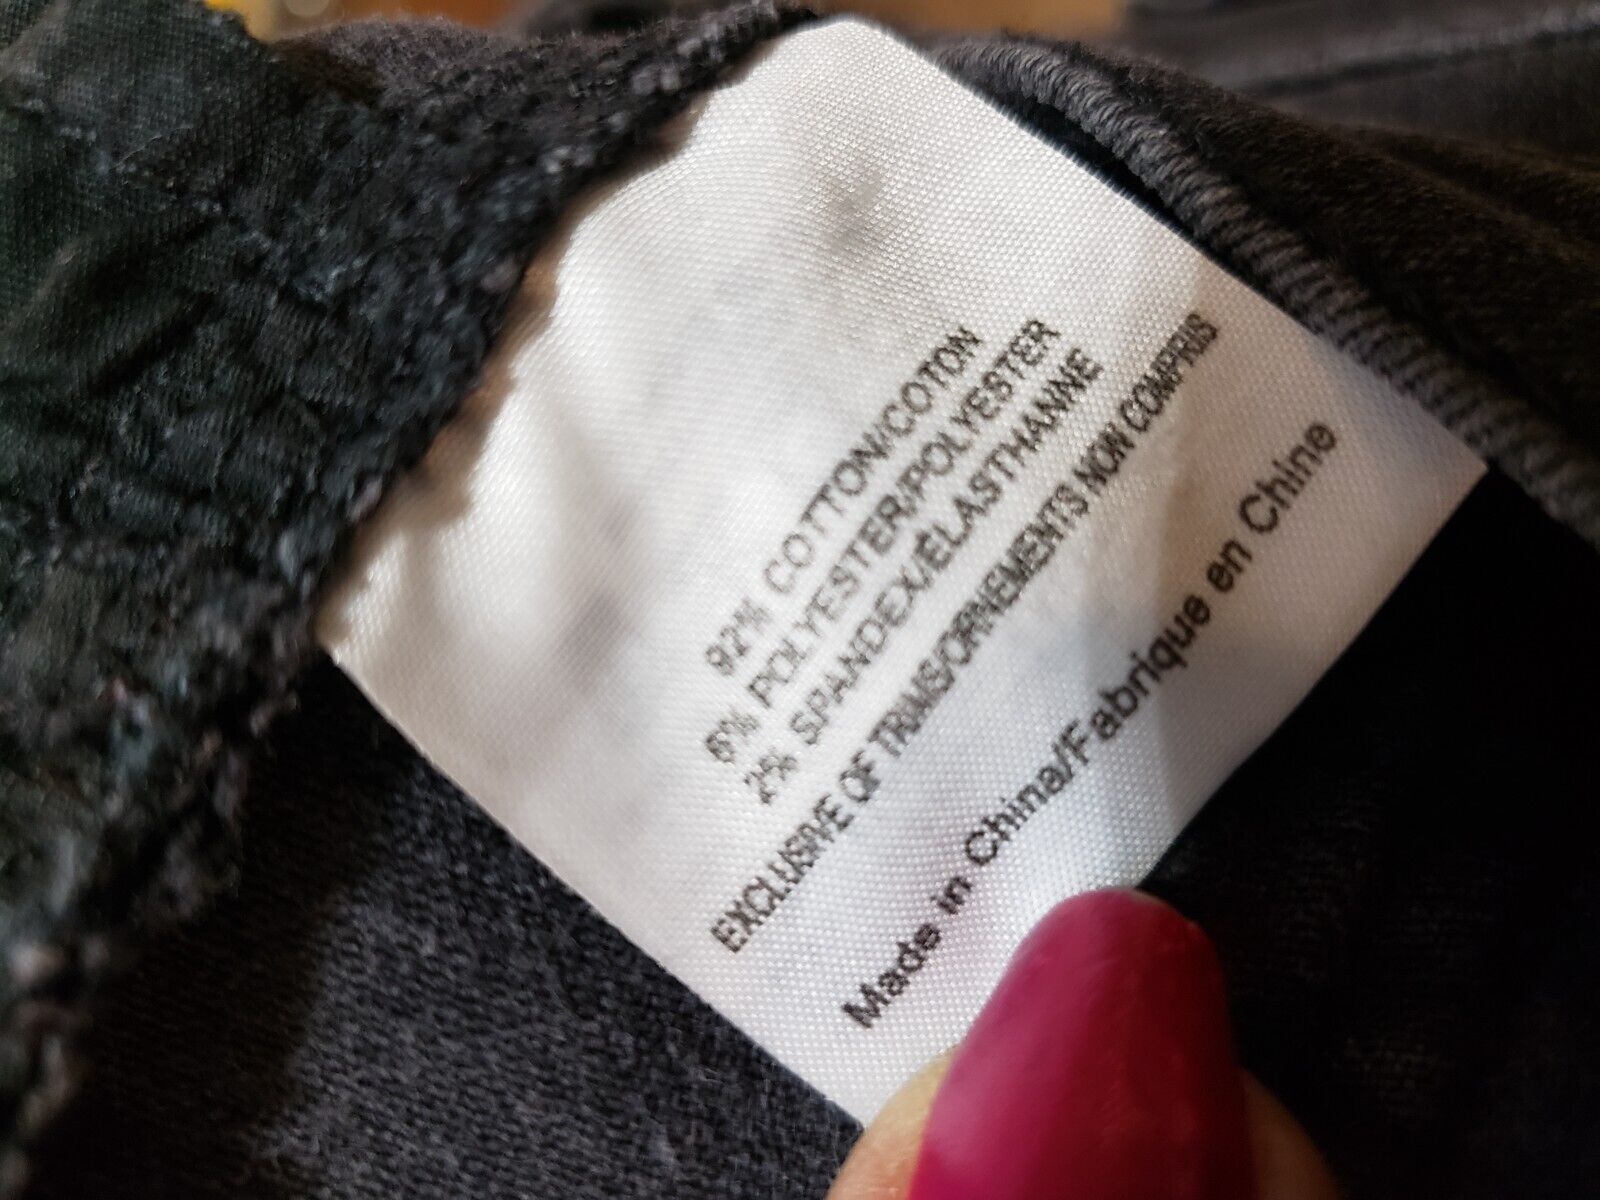 92% COTTON/COTON
6% POLYESTER/POLYESTER
2% SPANDEX/ÉLASTHANNE
EXCLUSIVE OF TRIMS/ORNEMENTS NON COMPRIS
Made in China/Fabrique en Chine